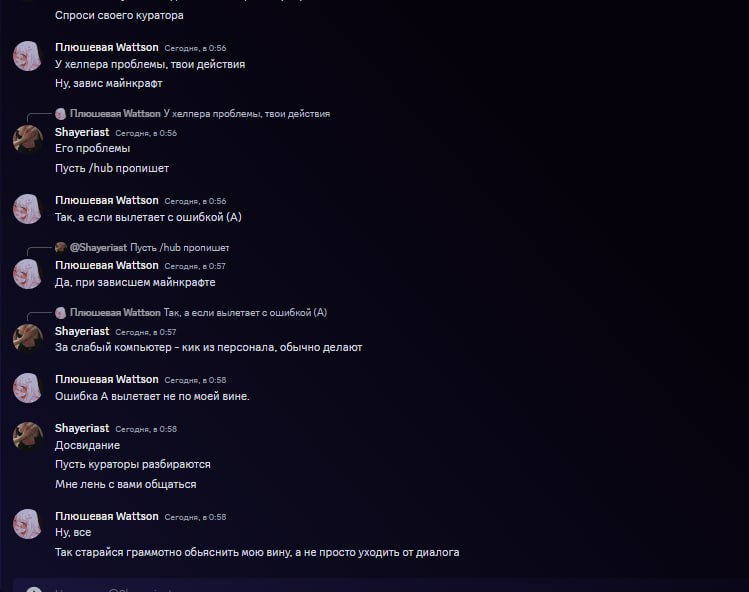 Спроси своего куратора
Плюшевая Wattson Сегодня, в 0:56
У хелпера проблемы, твои действия
Ну, завис майнкрафт
Плюшевая Wattson У хелпера проблемы, твои действия
Shayeriast Сегодня, в 0:56
Его проблемы
Пусть /hub пропишет
Плюшевая Wattson Сегодня, в 0:56
Так, а если вылетает с ошибкой (А)
@Shayeriast Пусть /hub пропишет
Плюшевая Wattson Сегодня, в 0:57
Да, при зависшем майнкрафте
Плюшевая Wattson Так, а если вылетает с ошибкой (А)
Shayeriast Сегодня, в 0:57
За слабый компьютер - кик из персонала, обычно делают
Плюшевая Wattson Сегодня, в 0:58
Ошибка А вылетает не по моей вине.
Shayeriast Сегодня, в 0:58
Досвидание
Пусть кураторы разбираются
Мне лень с вами общаться
Плюшевая Wattson Сегодня, в 0:58
Ну, все
Так старайся граммотно обьяснить мою вину, а не просто уходить от диалога